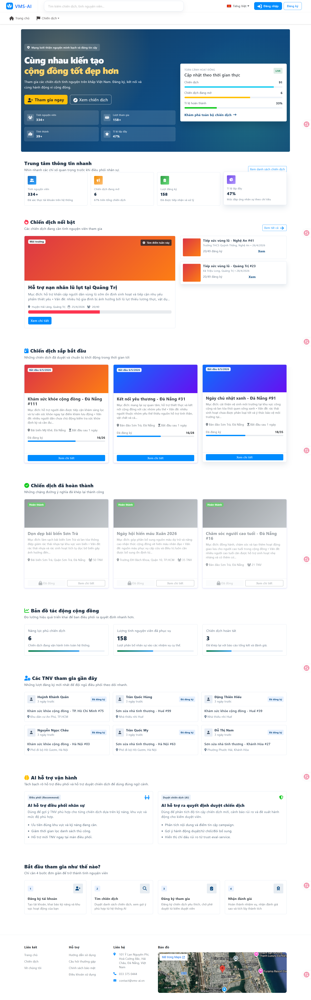 VMS-AI
Tìm kiếm chiến dịch, tình nguyện viên...
Tiếng Việt
Đăng nhập
Đăng ký
Trang chủ
Chiến dịch
Mạng lưới thiện nguyện minh bạch và đáng tin cậy
Cùng nhau kiến tạo
cộng đồng tốt đẹp hơn
Tham gia các chiến dịch tình nguyện trên khắp Việt Nam. Đăng ký, kết nối và
cùng hành động vì cộng đồng.
Tham gia ngay
Xem chiến dịch
Tình nguyện viên
334+
Lượt tham gia
158+
Tỉnh thành
39+
Tỉ lệ lấp đầy
47%
TOÀN CẢNH HOẠT ĐỘNG
LIVE
Cập nhật theo thời gian thực
Chiến dịch
91
Chiến dịch đang mở
6
Tỉ lệ hoàn thành
33%
Khám phá toàn bộ chiến dịch
Trung tâm thông tin nhanh
Nhìn nhanh các chỉ số quan trọng trước khi điều phối nhân sự.
Xem danh sách chiến dịch
Tình nguyện viên
334+
Đã xác thực tài khoản trên hệ thống
Chiến dịch đang mở
6
67% trên tổng chiến dịch
Lượt đăng ký
158
Đã được tiếp nhận và xử lý
Tỉ lệ lấp đầy
47%
Mức đáp ứng nhân sự theo chỉ tiêu
Chiến dịch nổi bật
Các chiến dịch đang cần tình nguyện viên tham gia
Xem tất cả
Môi trường
Tâm điểm tuần này
Hỗ trợ nạn nhân lũ lụt tại Quảng Trị
Mục đích: hỗ trợ khẩn cấp người dân vùng lũ sớm ổn định sinh hoạt và tiếp cận nhu yếu
phẩm thiết yếu • Vấn đề: nhiều hộ gia đình bị ảnh hưởng bởi lũ lụt thiếu lương thực, vật dụ...
Huyện Hải Lăng, Quảng Trị
25/4/2026
20/40
Xem chi tiết
Tiếp sức vùng lũ - Nghệ An #41
Trường THCS Quỳnh Thắng, Nghệ An • 26/4/2026
20/49 đăng ký
Xem
Tiếp sức vùng lũ - Quảng Trị #23
Xã Triệu Long, Quảng Trị • 28/4/2026
20/49 đăng ký
Xem
Chiến dịch sắp bắt đầu
Những chiến dịch đã duyệt và chuẩn bị khởi động trong thời gian tới
Bắt đầu 6/5/2026
Khám sức khỏe cộng đồng - Đà Nẵng
#111
Mục đích: hỗ trợ người dân được tiếp cận khám sàng lọc
và tư vấn sức khỏe ngay tại điểm khám lưu động • Vấn
đề: nhiều người dân chưa chủ động kiểm tra sức khỏe
định kỳ và cần đư...
Bãi biển Mỹ Khê, Đà Nẵng
Bắt đầu sau 1 ngày
Đã đăng ký
16/26
Xem chi tiết
Bắt đầu 6/5/2026
Kết nối yêu thương - Đà Nẵng #31
Mục đích: mang lại sự quan tâm, hỗ trợ thiết thực và kết
nối cộng đồng với các nhóm yếu thế • Vấn đề: nhiều
người thuộc nhóm yếu thế thiếu nguồn hỗ trợ tinh thần,
vật chất và cả...
Bán đảo Sơn Trà, Đà Nẵng
Bắt đầu sau 1 ngày
Đã đăng ký
16/28
Xem chi tiết
Bắt đầu 6/5/2026
Ngày chủ nhật xanh - Đà Nẵng #91
Mục đích: cải thiện vệ sinh môi trường tại khu vực công
cộng và lan tỏa thói quen sống xanh • Vấn đề: rác thải
sinh hoạt chưa được phân loại tốt và ý thức bảo vệ môi
trường tại...
Bán đảo Sơn Trà, Đà Nẵng
Bắt đầu sau 1 ngày
Đã đăng ký
18/35
Xem chi tiết
Chiến dịch đã hoàn thành
Những chặng đường ý nghĩa đã khép lại thành công
Hoàn thành
Dọn dẹp bãi biển Sơn Trà
Mục đích: làm sạch bãi biển Sơn Trà và lan tỏa thông
điệp giảm rác thải nhựa tại khu vực ven biển • Vấn đề:
rác thải nhựa và rác sinh hoạt tích tụ dọc bờ biển gây
ảnh hưởng đến...
Bãi biển Sơn Trà, Quận Sơn Trà, Đà Nẵng
50 TNV
Đã đóng
Xem chi tiết
Hoàn thành
Ngày hội hiến máu Xuân 2026
Mục đích: góp phần bổ sung nguồn máu dự trữ và nâng
cao nhận thức cộng đồng về hiến máu nhân đạo • Vấn
đề: nguồn máu phục vụ cấp cứu và điều trị luôn cần
được bổ sung ổn định từ...
Trường ĐH Bách Khoa, Quận 10, TP.HCM
35 TNV
Đã đóng
Xem chi tiết
Hoàn thành
Chăm sóc người cao tuổi - Đà Nẵng
#16
Mục đích: đồng hành, chăm sóc và tạo thêm hoạt động
giao lưu cho người cao tuổi trong cộng đồng • Vấn đề:
nhiều người cao tuổi cần được hỗ trợ sinh hoạt nhẹ
nhàng và có thêm cơ...
Bán đảo Sơn Trà, Đà Nẵng
21 TNV
Đã đóng
Xem chi tiết
Bản đồ tác động cộng đồng
Đo lường hiệu quả triển khai để ban điều phối ra quyết định nhanh hơn.
Năng lực phủ chiến dịch
6
Chiến dịch đang vận hành trên toàn hệ thống.
Lượng tình nguyện viên đã phục vụ
158
Lượt phân bổ nhân sự vào các nhiệm vụ cụ thể.
Chiến dịch hoàn tất
3
Đã khép lại với báo cáo tổng kết và đánh giá.
Các TNV tham gia gần đây
Những lượt đăng ký mới nhất để đội ngũ điều phối theo dõi nhanh.
Huỳnh Khánh Quân
3 ngày trước
Đã đăng ký
Khám sức khỏe cộng đồng - TP. Hồ Chí Minh #75
Khu dân cư An Phú, TP.HCM
Trần Quốc Hùng
3 ngày trước
Đã đăng ký
Sơn sửa nhà tình thương - Huế #99
Nhà thiếu nhi Huế
Đặng Thiên Hiếu
3 ngày trước
Đã đăng ký
Khám sức khỏe cộng đồng - Huế #39
Nhà thiếu nhi Huế
Nguyễn Ngọc Châu
3 ngày trước
Đã đăng ký
Khám sức khỏe cộng đồng - Hà Nội #03
Phố đi bộ Hồ Gươm, Hà Nội
Trần Quốc My
3 ngày trước
Đã đăng ký
Sơn sửa nhà tình thương - Hà Nội #63
Phố đi bộ Hồ Gươm, Hà Nội
Đỗ Thị Nam
3 ngày trước
Đã đăng ký
Sơn sửa nhà tình thương - Khánh Hòa #27
Phường Phước Hải, Khánh Hòa
AI hỗ trợ vận hành
Tách bạch rõ hỗ trợ điều phối và hỗ trợ duyệt chiến dịch để dùng đúng ngữ cảnh.
Điều phối (Recommend)
AI hỗ trợ điều phối nhân sự
Dùng để gợi ý TNV phù hợp cho từng chiến dịch dựa trên kỹ năng, khu vực và
mức độ phù hợp.
• Ưu tiên đúng khu vực và kỹ năng đang cần.
• Giảm thời gian lọc danh sách thủ công.
• Hỗ trợ mời TNV ngay tại màn điều phối.
Duyệt chiến dịch (AI)
AI hỗ trợ ra quyết định duyệt chiến dịch
Dùng để phân tích độ tin cậy chiến dịch mới, cảnh báo rủi ro và đề xuất hành
động cho kiểm duyệt viên.
• Phân tích nội dung và điểm tin cậy campaign.
• Gợi ý hành động duyệt/từ chối/đòi bổ sung.
• Hiển thị chỉ dấu rủi ro từ trust-eval-service.
Bắt đầu tham gia như thế nào?
Chỉ cần 4 bước đơn giản để trở thành tình nguyện viên
1
Đăng ký tài khoản
Tạo tài khoản, khai báo kỹ năng và khu
vực hoạt động của bạn
2
Tìm chiến dịch
Duyệt danh sách chiến dịch, xem gợi ý
phù hợp từ hệ thống AI
3
Đăng ký tham gia
Đăng ký chiến dịch yêu thích, chờ phê
duyệt từ kiểm duyệt viên
4
Nhận đánh giá
Hoàn thành nhiệm vụ, nhận đánh giá
sao và tích lũy thành tích
Liên kết
Trang chủ
Chiến dịch
Về chúng tôi
Hỗ trợ
Hướng dẫn sử dụng
Câu hỏi thường gặp
Chính sách bảo mật
Điều khoản sử dụng
Liên hệ
101 Ỷ Lan Nguyên Phi,
Hoà Cường Bắc, Hải
Châu, Đà Nẵng, Việt
Nam
033 375 0444
contact@vms-ai.vn
Bản đồ
Mở trong Maps
Khách sạn Mường
Thanh Luxury Đà Nẵ
Cầu Trần Thị Lý
BẮC MỸ PHÚ
May cafe & apartment
Furama Resort Da
QL14
HÒA CƯỜNG
AN KHÊ
MM Mega
Market Đà Nẵng